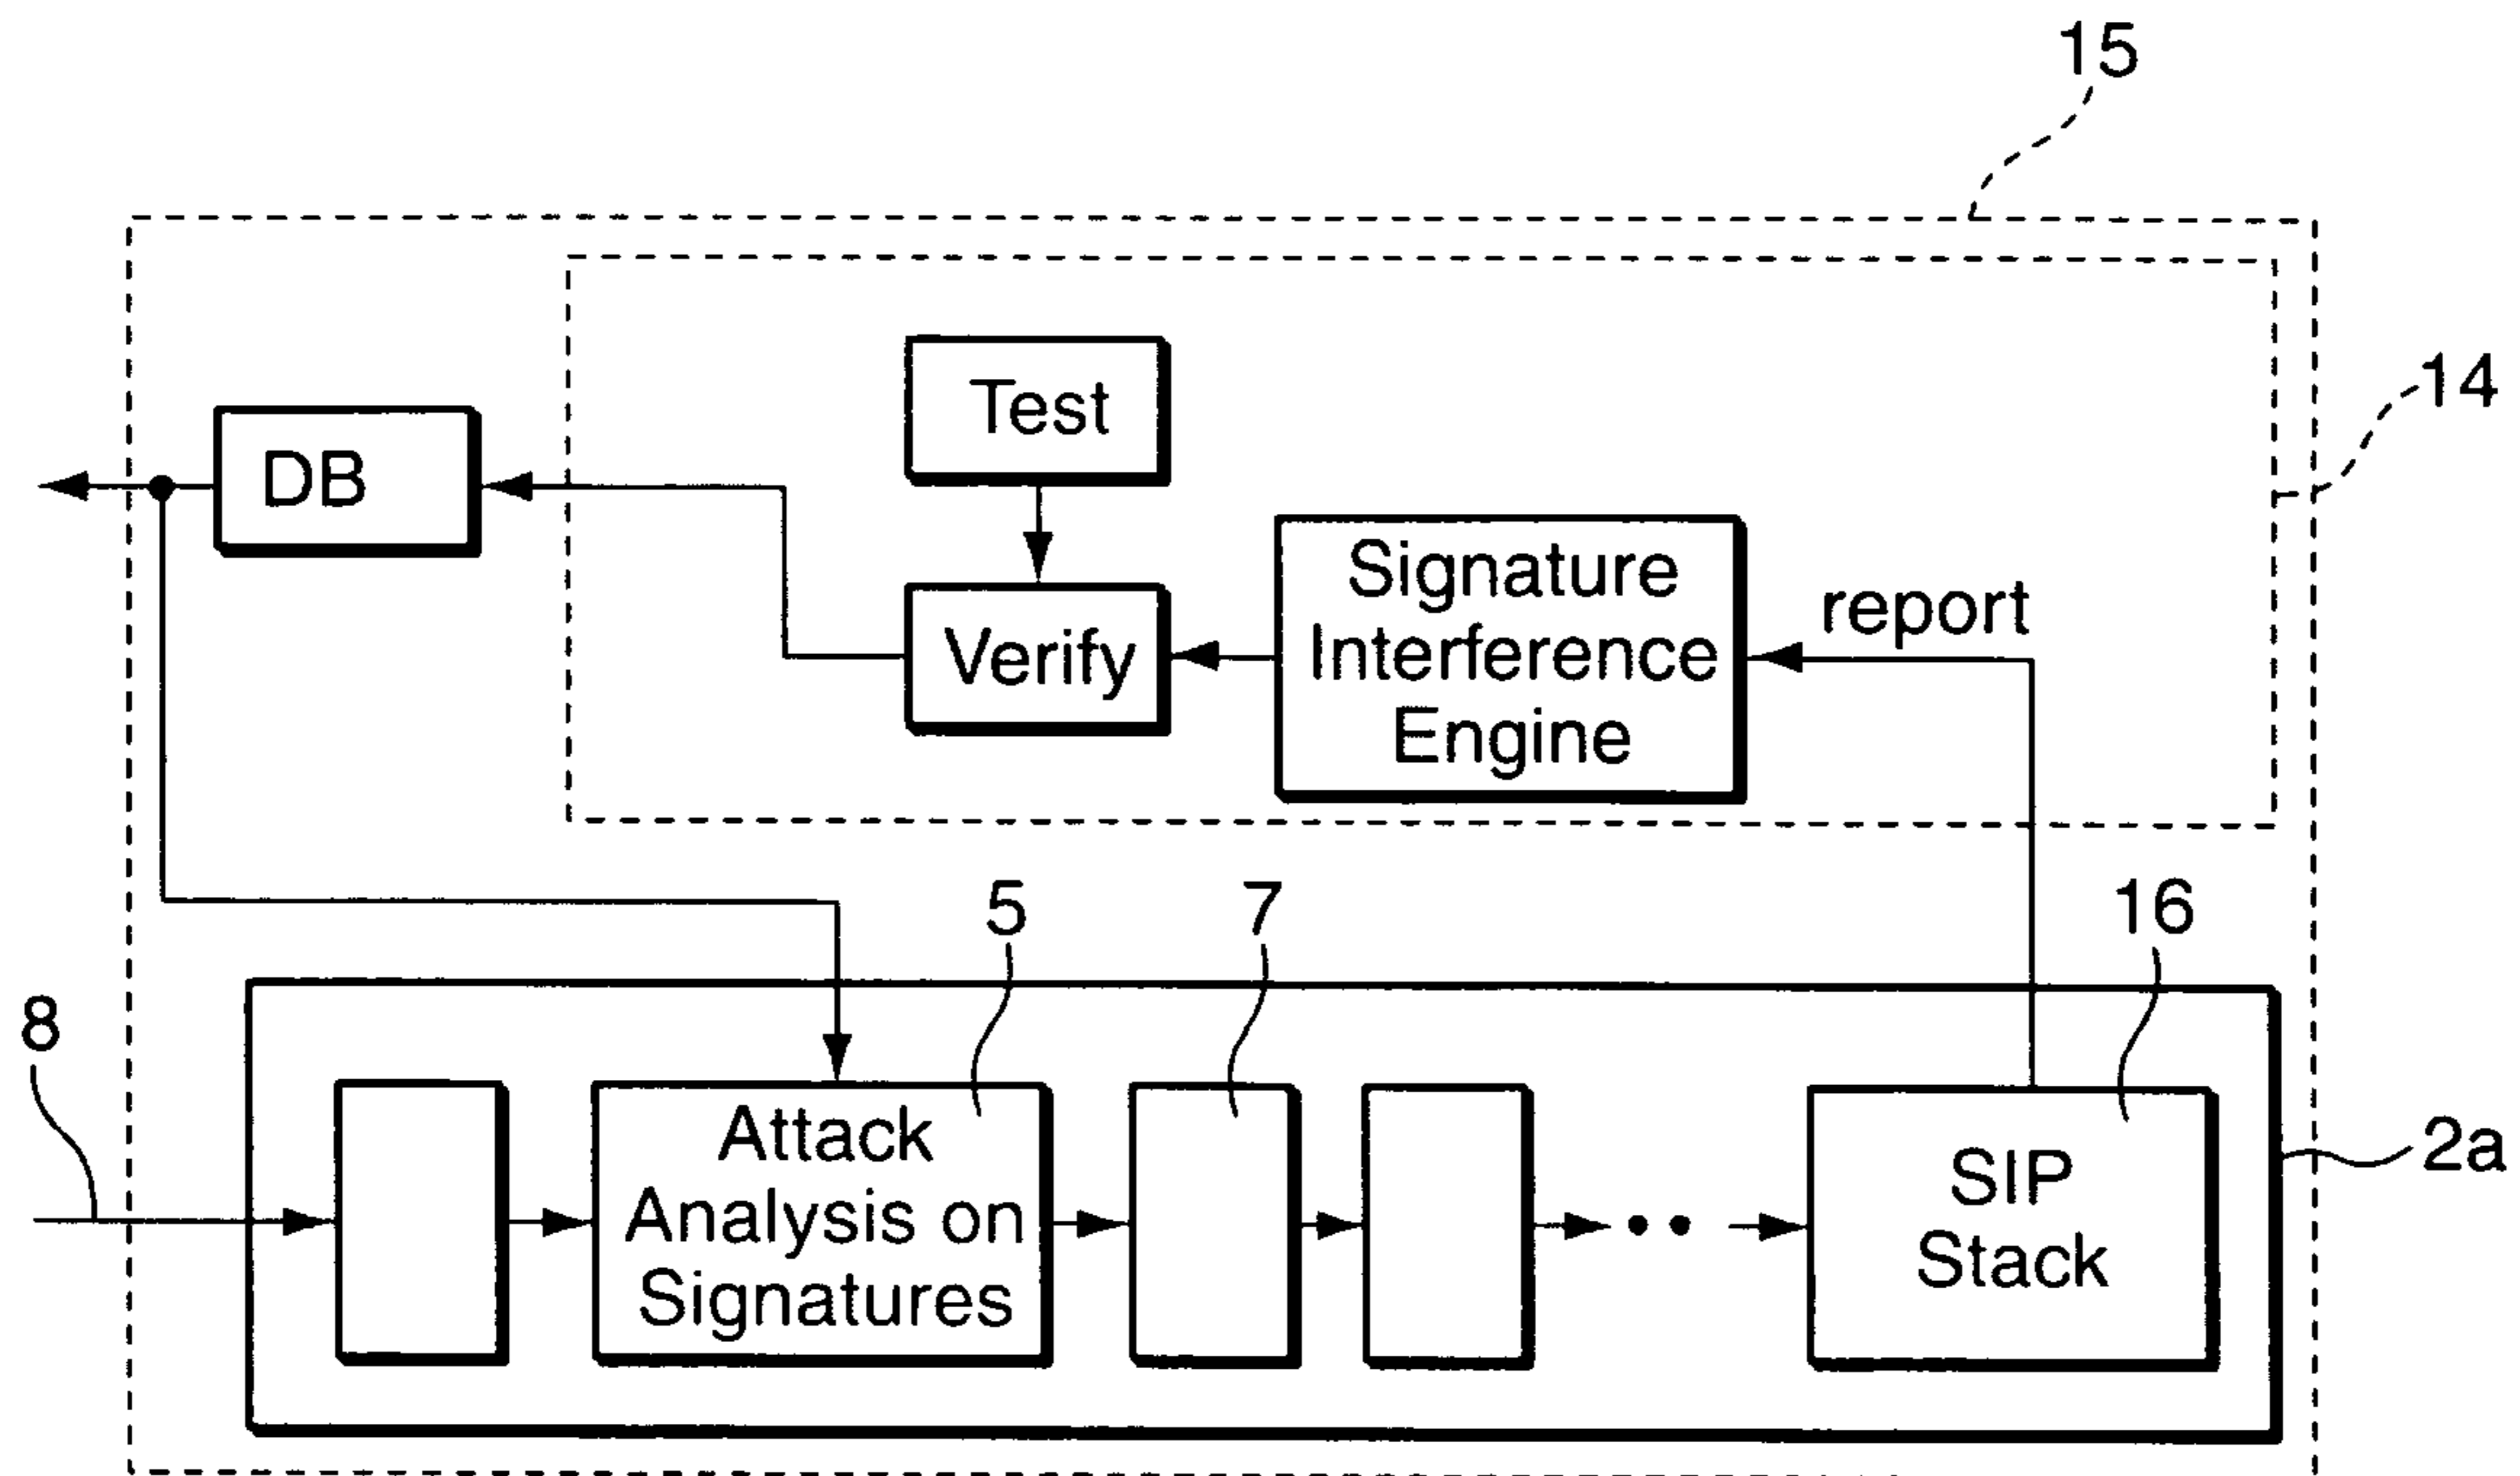 15
14
Test
DB
Signature
Interference
Engine
report
Verify
5
7
16
8
Attack
Analysis on
Signatures
SIP
Stack
2a